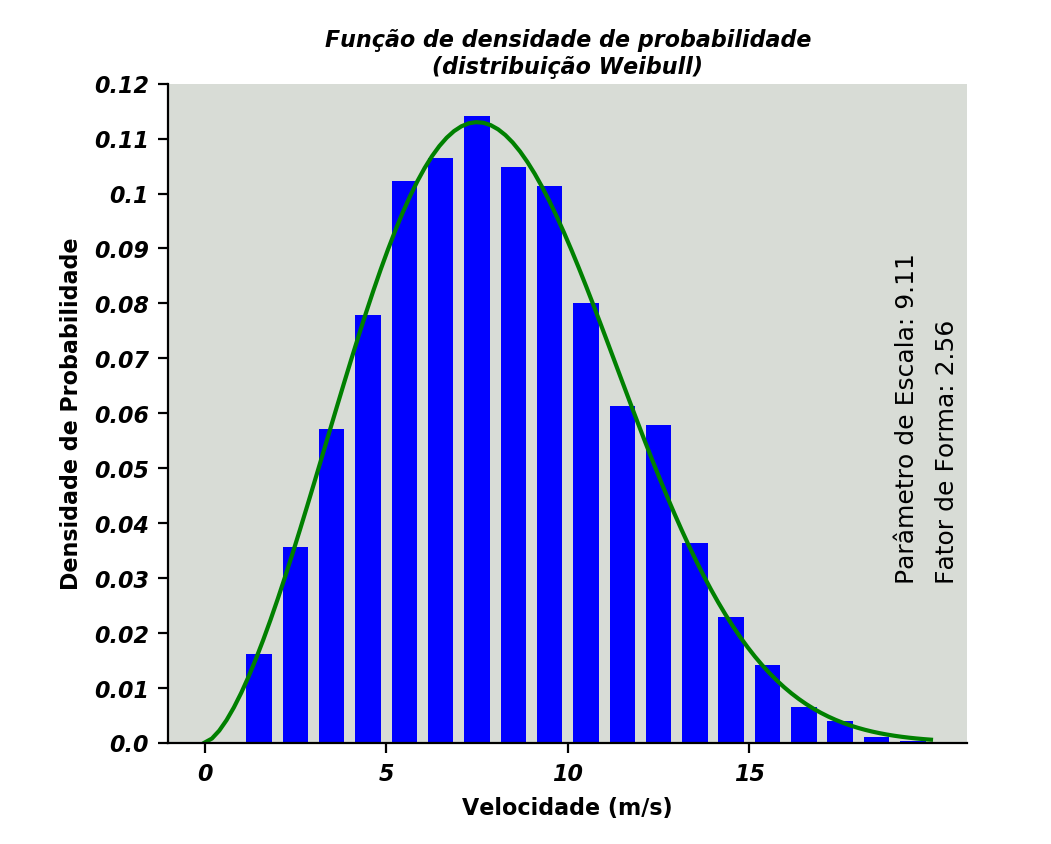 Função de densidade de probabilidade
(distribuição Weibull)
0.12
0.11
0.1
0.09
0.08
0.07
0.06
0.05
0.04
0.03
0.02
0.01
0.0
Densidade de Probabilidade
0
5
10
15
Velocidade (m/s)
Parâmetro de Escala: 9.11
Fator de Forma: 2.56